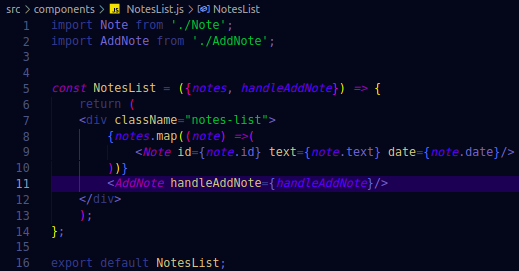 src > components > JS NotesList.js > NotesList
1 import Note from './Note';
2 import AddNote from './AddNote';
3
4
5 const NotesList = ({notes, handleAddNote}) => {
6 return (
7 <div className="notes-list">
8 {notes.map((note) =>(
9 <Note id={note.id} text={note.text} date={note.date}/>
10 ))}
11 <AddNote handleAddNote={handleAddNote}/>
12 </div>
13 );
14 };
15
16 export default NotesList;